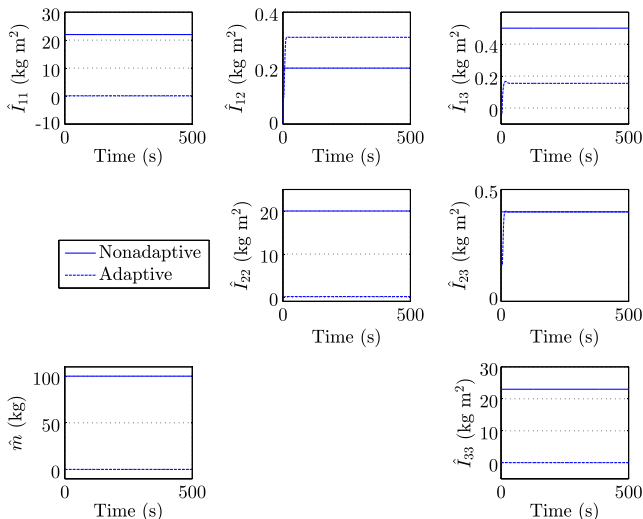 30
20
10
0
-10
Î₁₁ (kg m²)
0 500
Time (s)
0.4
0.2
0
Î₁₂ (kg m²)
0 500
Time (s)
0.4
0.2
0
Î₁₃ (kg m²)
0 500
Time (s)
Nonadaptive
Adaptive
20
10
0
Î₂₂ (kg m²)
0 500
Time (s)
0.5
0
Î₂₃ (kg m²)
0 500
Time (s)
100
50
0
m̂ (kg)
0 500
Time (s)
30
20
10
0
Î₃₃ (kg m²)
0 500
Time (s)